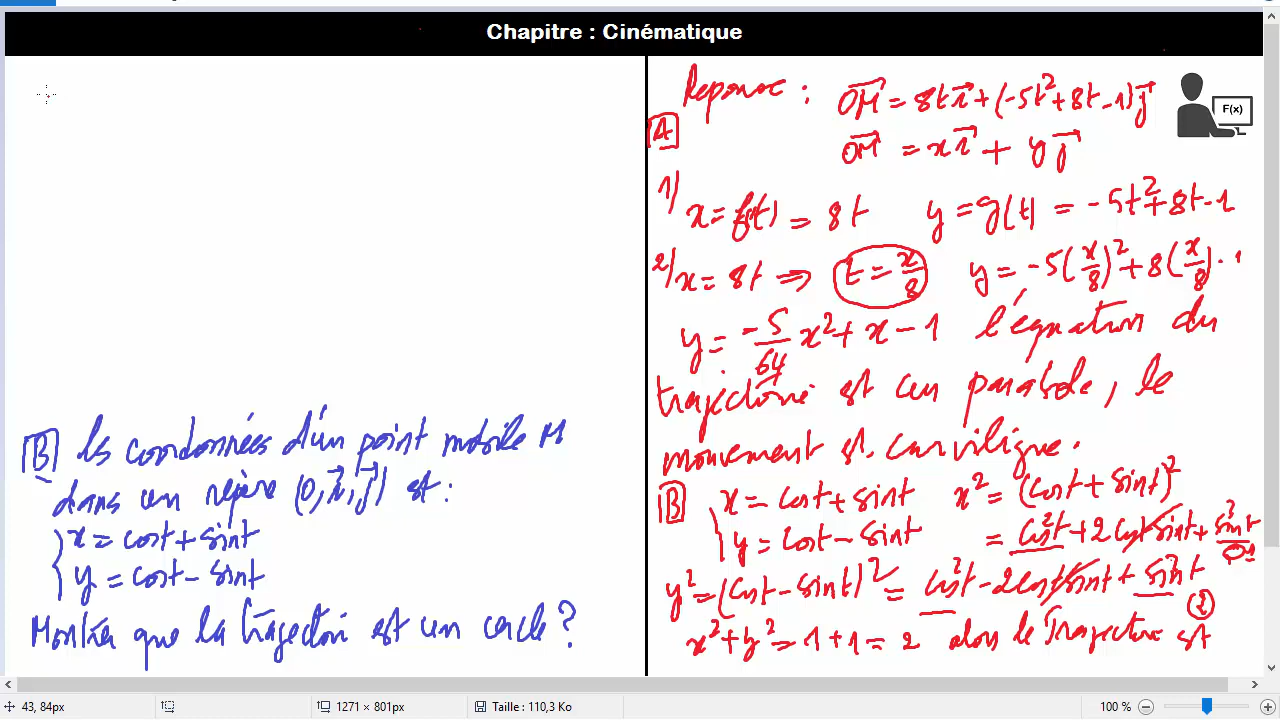 Chapitre : Cinématique
B les coordonnées d'un point mobile M
dans un repère (O, i⃗, j⃗) est :
x = cost + sint
y = cost - sint
Montrer que la trajectoire est un cercle ?
Reponse : OM⃗ = 8t i⃗ + (-5t² + 8t - 1) j⃗
F(x)
A
OM⃗ = x i⃗ + y j⃗
1/ x = f(t) = 8t y = g(t) = -5t² + 8t - 1
2/ x = 8t ⇒ t = x/8 y = -5(x/8)² + 8(x/8) - 1
y = -5/64 x² + x - 1 l'équation du
trajectoire est un parabole, le
mouvement est curviligne.
B x = cost + sint x² = (cost + sint)²
y = cost - sint = cos²t + 2cost sint + sin²t
y² = (cost - sint)² = cos²t - 2cost sint + sin²t
(2)
x² + y² = 1 + 1 = 2 alors le Trajectoire est
43, 84px
1271 × 801px
Taille : 110,3 Ko
100 %